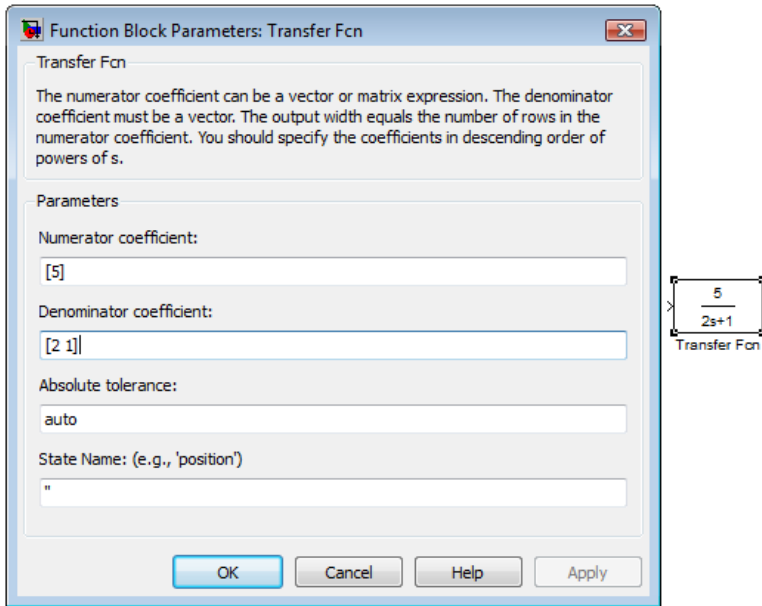 Function Block Parameters: Transfer Fcn
Transfer Fcn
The numerator coefficient can be a vector or matrix expression. The denominator
coefficient must be a vector. The output width equals the number of rows in the
numerator coefficient. You should specify the coefficients in descending order of
powers of s.
Parameters
Numerator coefficient:
[5]
Denominator coefficient:
[2 1]
Absolute tolerance:
auto
State Name: (e.g., 'position')
''
OK Cancel Help Apply
5
2s+1
Transfer Fcn